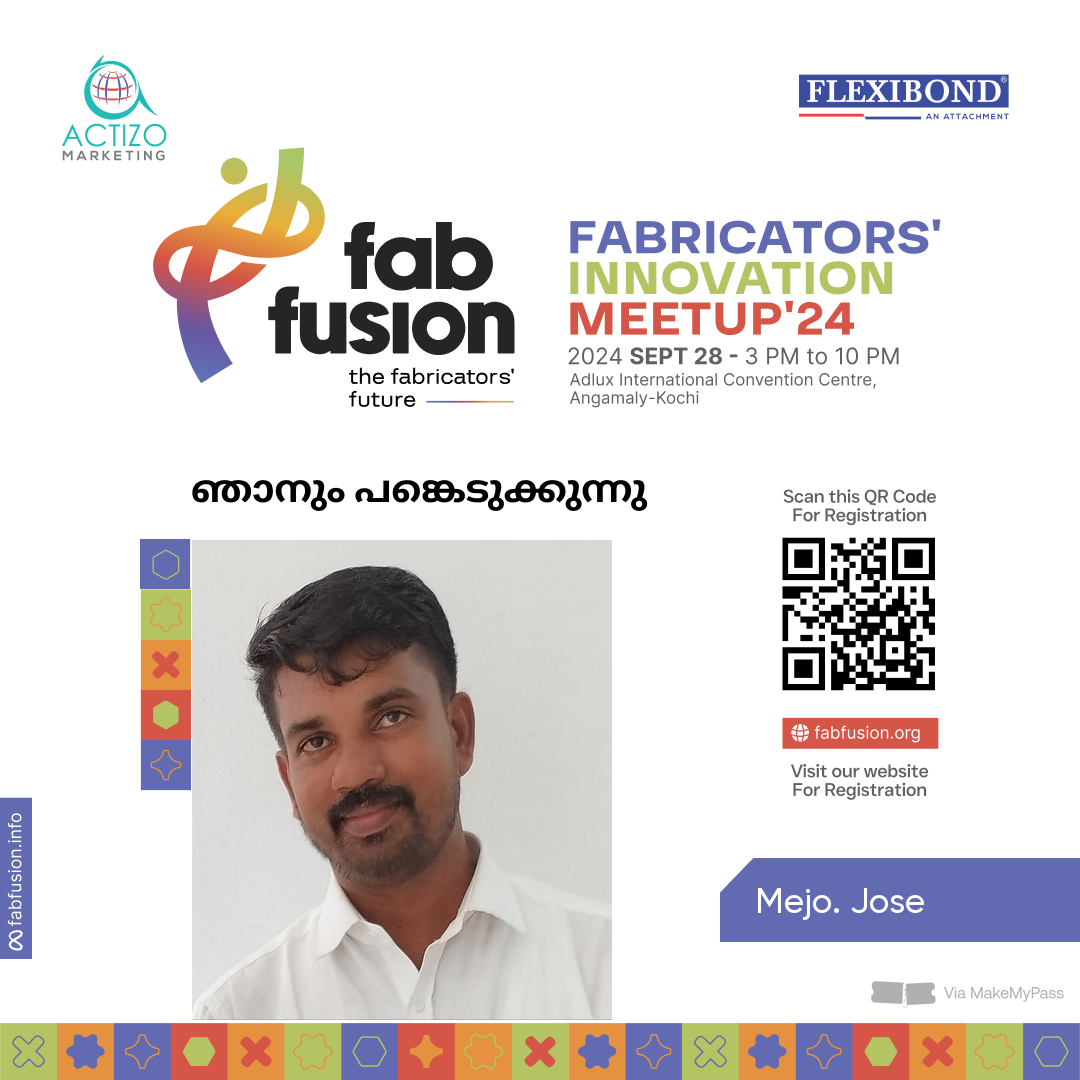 ACTIZO
MARKETING
FLEXIBOND®
AN ATTACHMENT
fab
fusion
the fabricators'
future
FABRICATORS'
INNOVATION
MEETUP'24
2024 SEPT 28 - 3 PM to 10 PM
Adlux International Convention Centre,
Angamaly-Kochi
ഞാനും പങ്കെടുക്കുന്നു
Scan this QR Code
For Registration
fabfusion.org
Visit our website
For Registration
fabfusion.info
Mejo. Jose
Via MakeMyPass